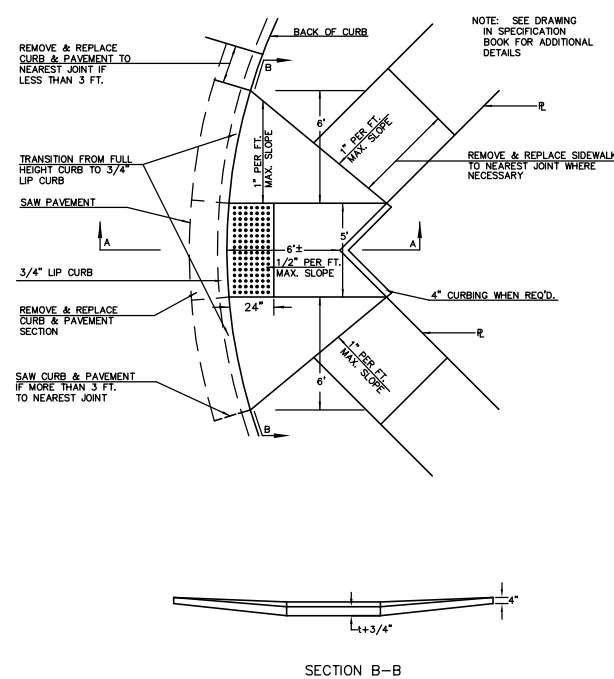 NOTE: SEE DRAWING
IN SPECIFICATION
BOOK FOR ADDITIONAL
DETAILS
BACK OF CURB
REMOVE & REPLACE
CURB & PAVEMENT TO
NEAREST JOINT IF
LESS THAN 3 FT.
B
6'
1" PER FT.
MAX. SLOPE
1" PER FT.
MAX. SLOPE
℄
REMOVE & REPLACE SIDEWALK
TO NEAREST JOINT WHERE
NECESSARY
TRANSITION FROM FULL
HEIGHT CURB TO 3/4"
LIP CURB
SAW PAVEMENT
A
6'±
5'
A
1/2" PER FT.
MAX. SLOPE
3/4" LIP CURB
24"
4" CURBING WHEN REQ'D.
REMOVE & REPLACE
CURB & PAVEMENT
SECTION
℄
1" PER FT.
MAX. SLOPE
6'
SAW CURB & PAVEMENT
IF MORE THAN 3 FT.
TO NEAREST JOINT
B
4"
t+3/4"
SECTION B-B